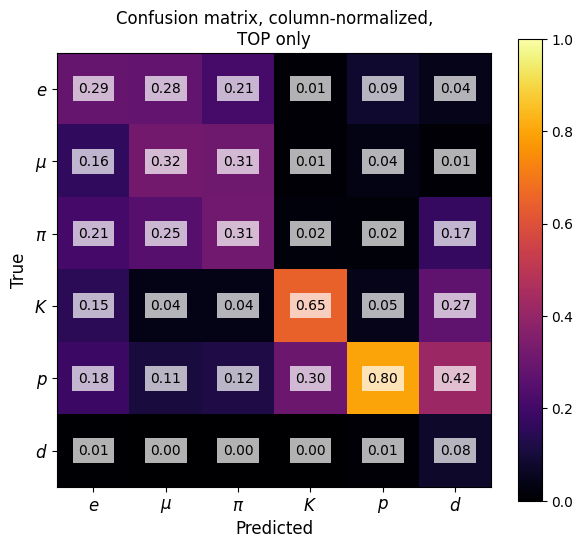 Confusion matrix, column-normalized,
TOP only
True
e 0.29 0.28 0.21 0.01 0.09 0.04
μ 0.16 0.32 0.31 0.01 0.04 0.01
π 0.21 0.25 0.31 0.02 0.02 0.17
K 0.15 0.04 0.04 0.65 0.05 0.27
p 0.18 0.11 0.12 0.30 0.80 0.42
d 0.01 0.00 0.00 0.00 0.01 0.08
e μ π K p d
Predicted
1.0
0.8
0.6
0.4
0.2
0.0